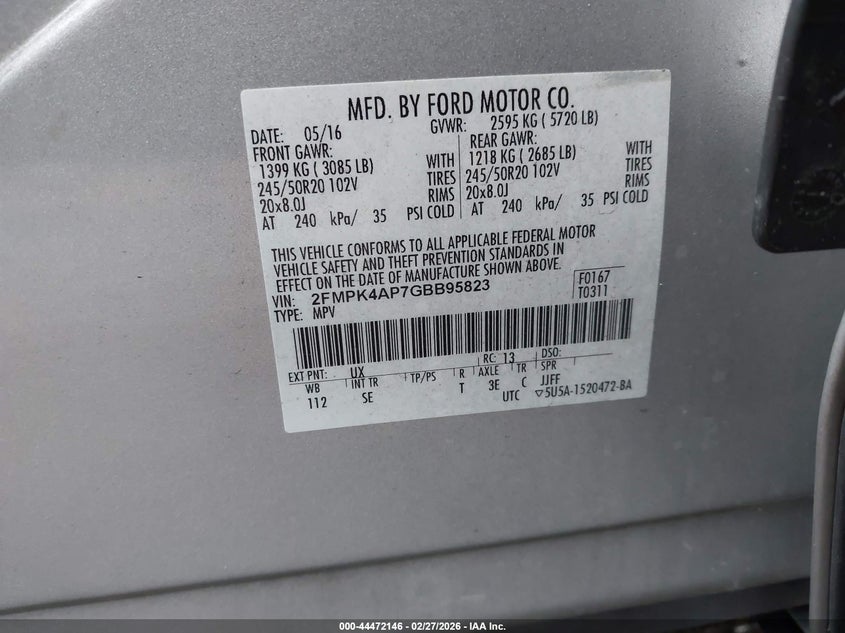 MFD. BY FORD MOTOR CO.
DATE: 05/16 GVWR: 2595 KG ( 5720 LB)
FRONT GAWR: REAR GAWR:
1399 KG ( 3085 LB) WITH 1218 KG ( 2685 LB) WITH
245/50R20 102V TIRES 245/50R20 102V TIRES
20x8.0J RIMS 20x8.0J RIMS
AT 240 kPa/ 35 PSI COLD AT 240 kPa/ 35 PSI COLD
THIS VEHICLE CONFORMS TO ALL APPLICABLE FEDERAL MOTOR
VEHICLE SAFETY AND THEFT PREVENTION STANDARDS IN
EFFECT ON THE DATE OF MANUFACTURE SHOWN ABOVE.
VIN: 2FMPK4AP7GBB95823 F0167
TYPE: MPV T0311
EXT PNT: UX RC: 13 DSO:
WB INT TR TP/PS R AXLE TR SPR
112 SE T 3E C JJFF
UTC ▽5U5A-1520472-BA
000-44472146 | 02/27/2026 - IAA Inc.